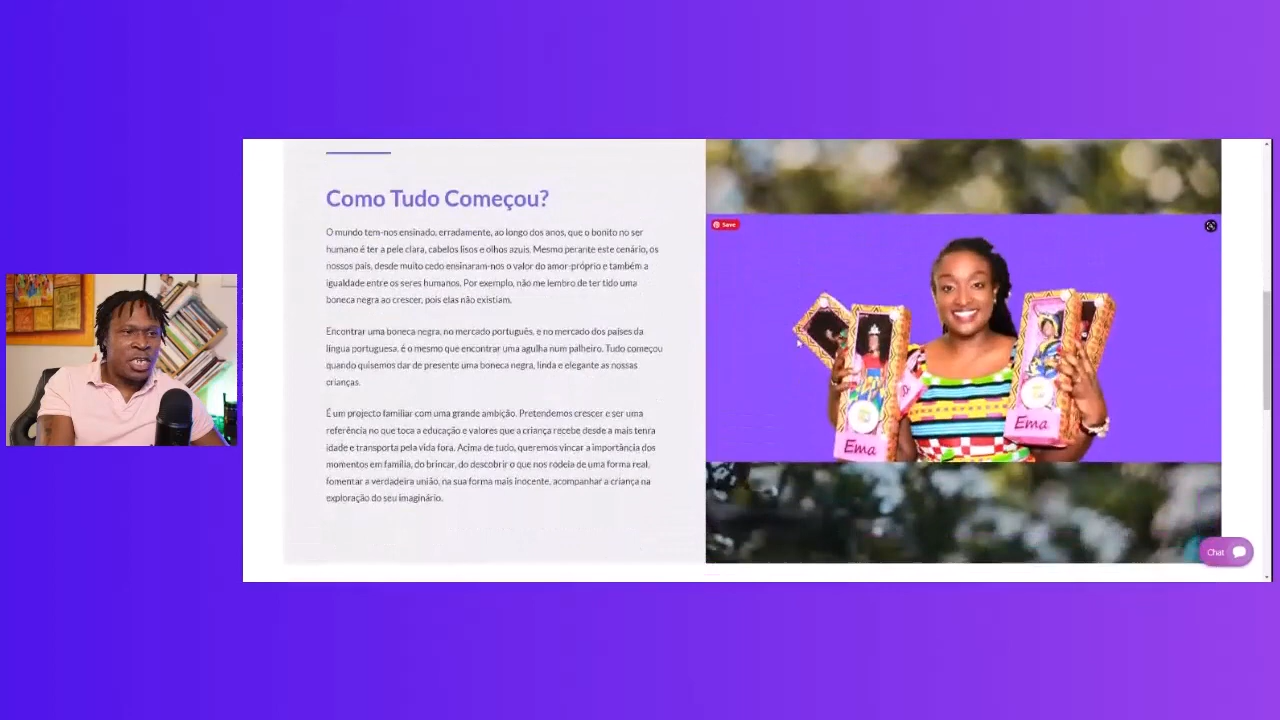 Como Tudo Começou?
O mundo tem-nos ensinado, erradamente, ao longo dos anos, que o bonito no ser
humano é ter a pele clara, cabelos lisos e olhos azuis. Mesmo perante este cenário, os
nossos pais, desde muito cedo ensinaram-nos o valor do amor-próprio e também a
igualdade entre os seres humanos. Por exemplo, não me lembro de ter tido uma
boneca negra ao crescer, pois elas não existiam.
Encontrar uma boneca negra, no mercado português, e no mercado dos países da
língua portuguesa, é o mesmo que encontrar uma agulha num palheiro. Tudo começou
quando quisemos dar de presente uma boneca negra, linda e elegante as nossas
crianças.
É um projecto familiar com uma grande ambição. Pretendemos crescer e ser uma
referência no que toca a educação e valores que a criança recebe desde a mais tenra
idade e transporta pela vida fora. Acima de tudo, queremos vincar a importância dos
momentos em família, do brincar, do descobrir o que nos rodeia de uma forma real,
fomentar a verdadeira união, na sua forma mais inocente, acompanhar a criança na
exploração do seu imaginário.
Save
Ema
Ema
Chat